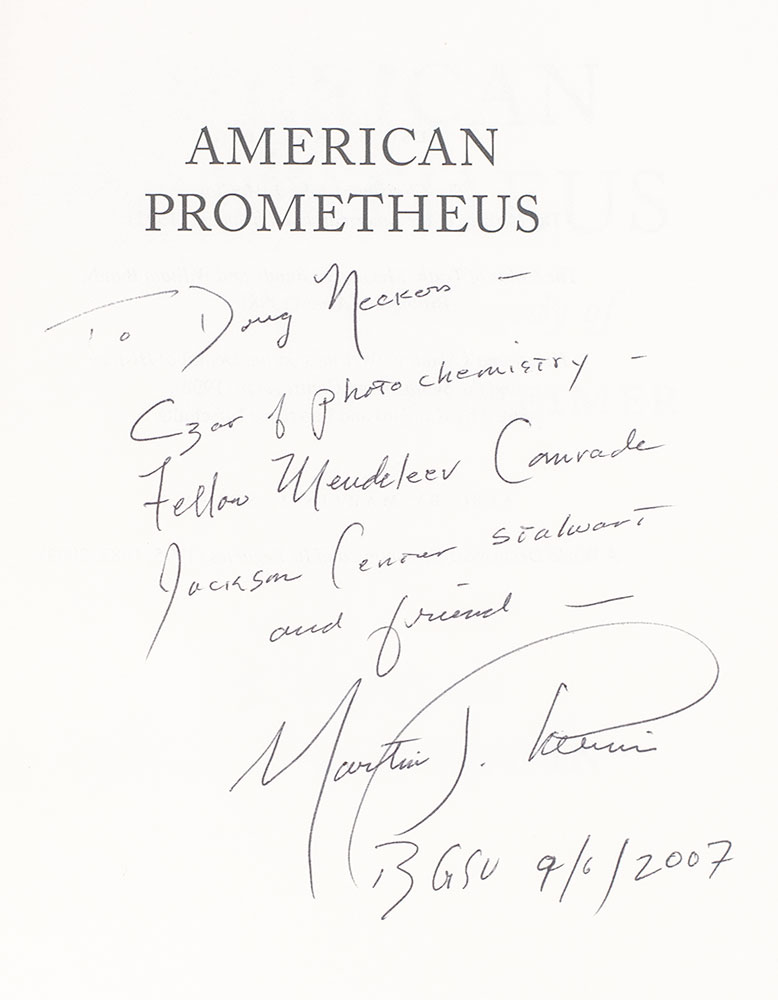 AMERICAN
PROMETHEUS
To Doug Neckers —
Czar of photochemistry —
Fellow Mendeleev Comrade
Jackson Center stalwart
and friend —
Martin J.
BGSU 9/6/2007